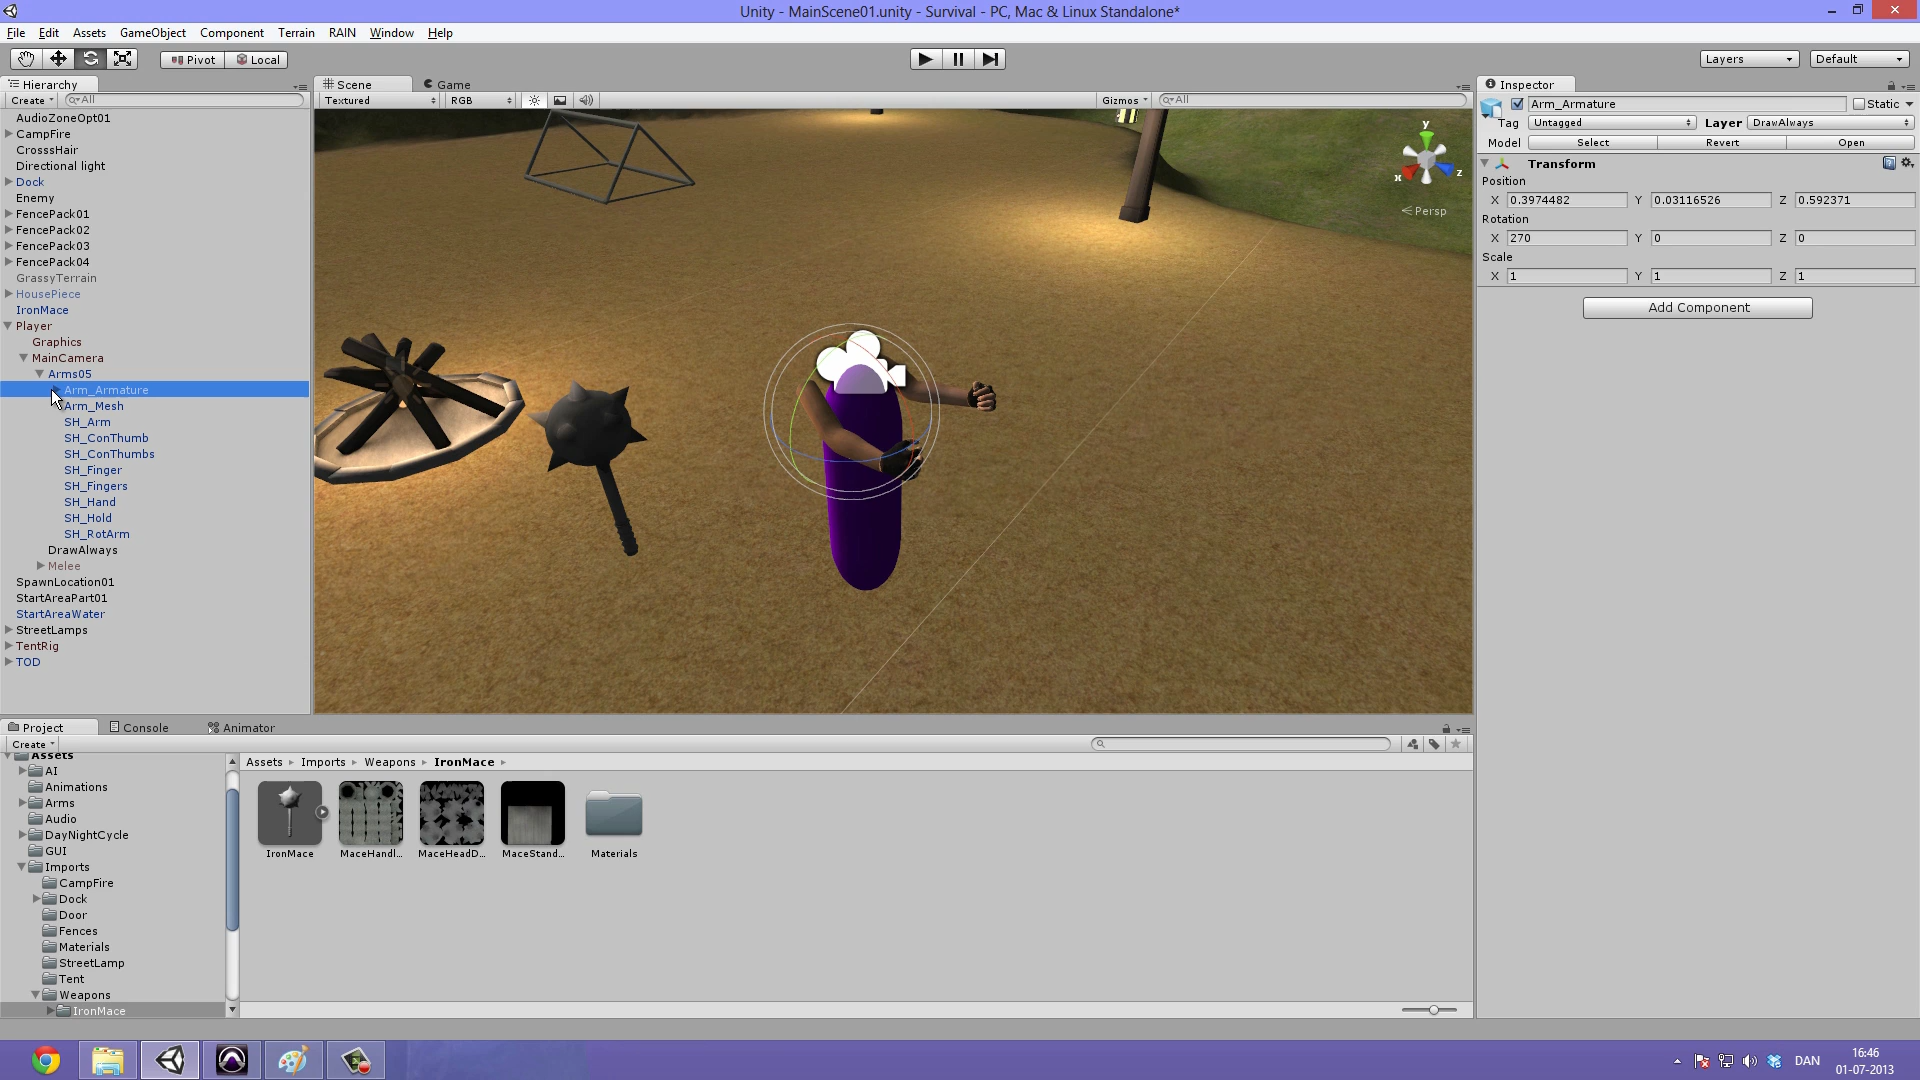 Unity - MainScene01.unity - Survival - PC, Mac & Linux Standalone*
File Edit Assets GameObject Component Terrain RAIN Window Help
Pivot Local Layers Default
Hierarchy
Create All
AudioZoneOpt01
CampFire
CrosssHair
Directional light
Dock
Enemy
FencePack01
FencePack02
FencePack03
FencePack04
GrassyTerrain
HousePiece
IronMace
Player
Graphics
MainCamera
Arms05
Arm_Armature
Arm_Mesh
SH_Arm
SH_ConThumb
SH_ConThumbs
SH_Finger
SH_Fingers
SH_Hand
SH_Hold
SH_RotArm
DrawAlways
Melee
SpawnLocation01
StartAreaPart01
StartAreaWater
StreetLamps
TentRig
TOD
Scene Game
Textured RGB Gizmos All
y
x z
Persp
Inspector
Arm_Armature Static
Tag Untagged Layer DrawAlways
Model Select Revert Open
Transform
Position
X 0.3974482 Y 0.03116526 Z 0.592371
Rotation
X 270 Y 0 Z 0
Scale
X 1 Y 1 Z 1
Add Component
Project Console Animator
Create
Assets
AI
Animations
Arms
Audio
DayNightCycle
GUI
Imports
CampFire
Dock
Door
Fences
Materials
StreetLamp
Tent
Weapons
IronMace
Assets Imports Weapons IronMace
IronMace MaceHandl... MaceHeadD... MaceStand... Materials
DAN
16:46
01-07-2013